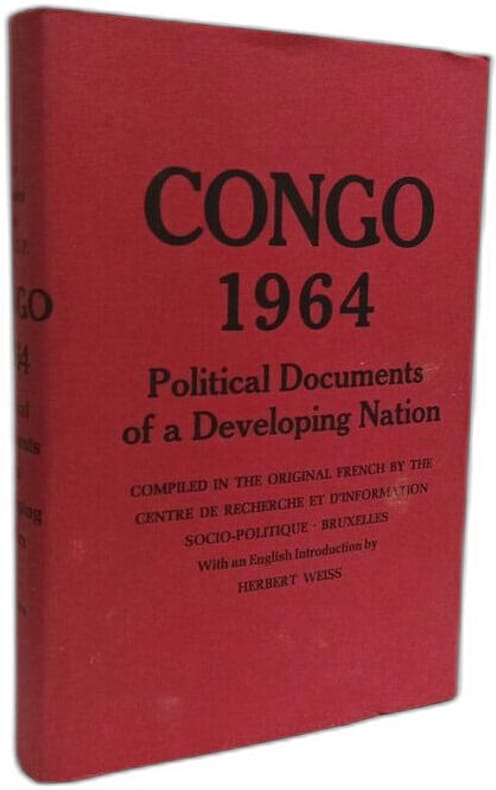 CONGO
1964
Political Documents
of a Developing Nation
COMPILED IN THE ORIGINAL FRENCH BY THE
CENTRE DE RECHERCHE ET D'INFORMATION
SOCIO-POLITIQUE · BRUXELLES
With an English Introduction by
HERBERT WEISS